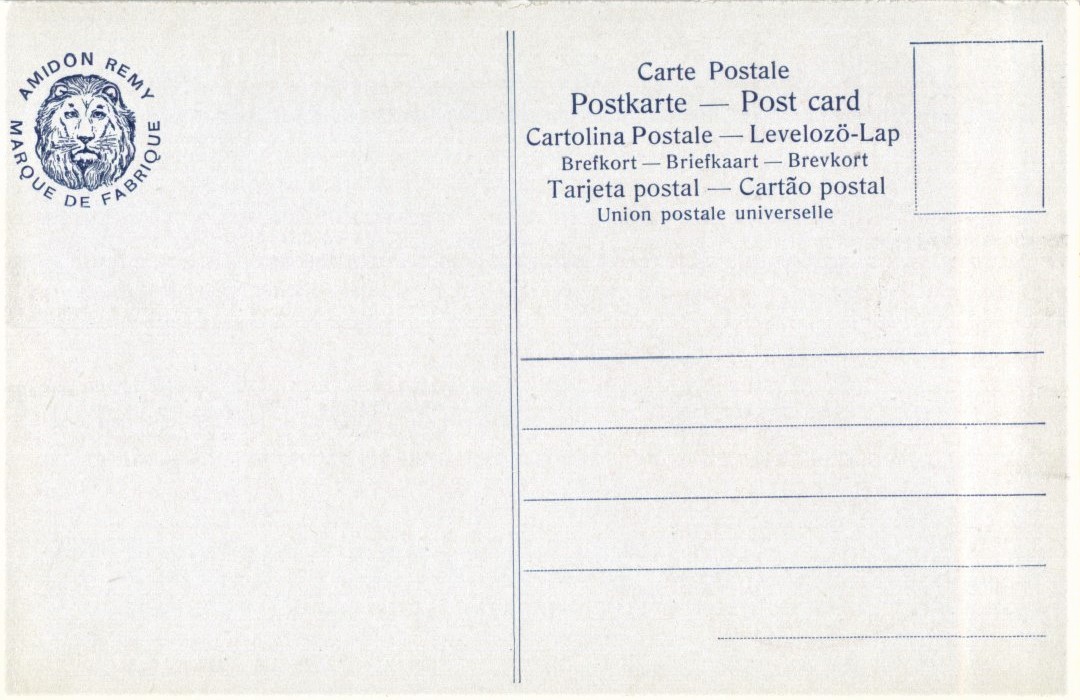 AMIDON REMY
MARQUE DE FABRIQUE
Carte Postale
Postkarte — Post card
Cartolina Postale — Levelozö-Lap
Brefkort — Briefkaart — Brevkort
Tarjeta postal — Cartão postal
Union postale universelle